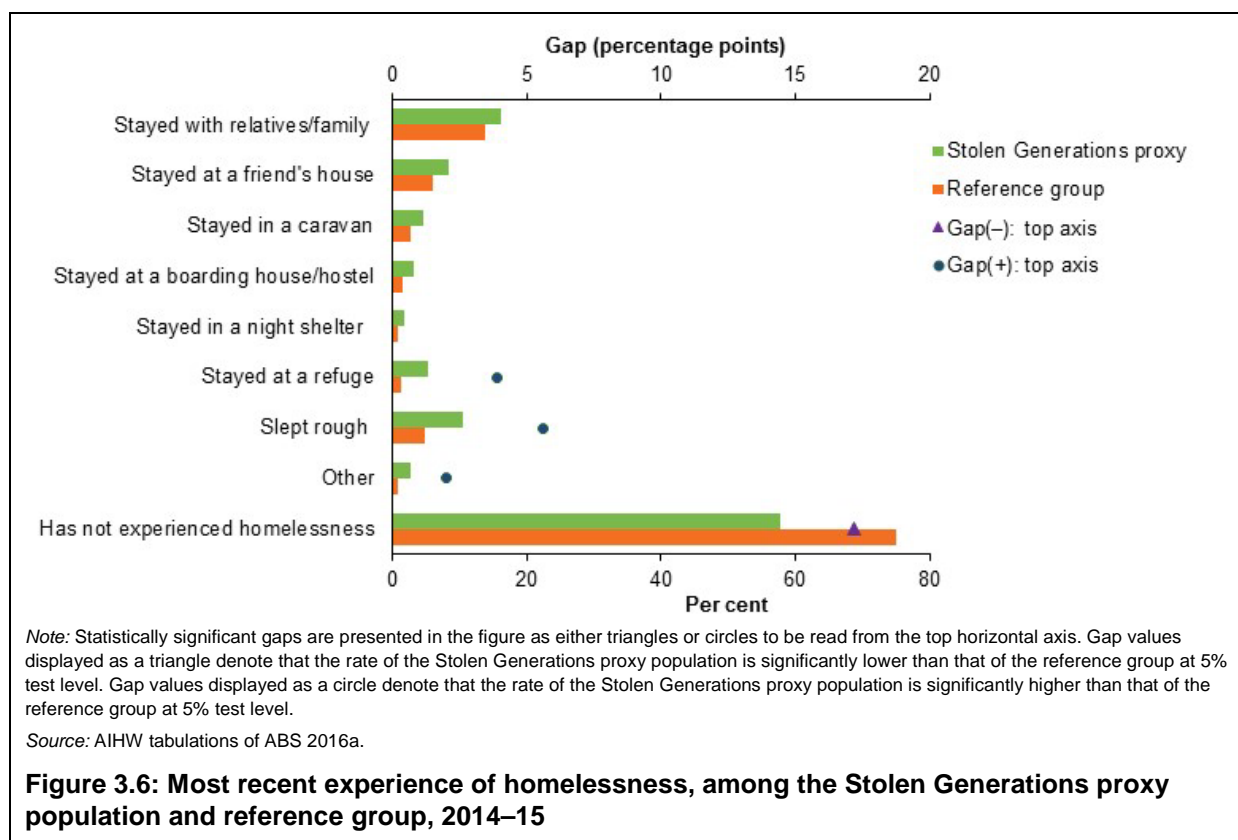 Gap (percentage points)
0 5 10 15 20
Stayed with relatives/family
Stayed at a friend's house
Stayed in a caravan
Stayed at a boarding house/hostel
Stayed in a night shelter
Stayed at a refuge
Slept rough
Other
Has not experienced homelessness
Stolen Generations proxy
Reference group
Gap(–): top axis
Gap(+): top axis
0 20 40 60 80
Per cent
Note: Statistically significant gaps are presented in the figure as either triangles or circles to be read from the top horizontal axis. Gap values
displayed as a triangle denote that the rate of the Stolen Generations proxy population is significantly lower than that of the reference group at 5%
test level. Gap values displayed as a circle denote that the rate of the Stolen Generations proxy population is significantly higher than that of the
reference group at 5% test level.
Source: AIHW tabulations of ABS 2016a.
Figure 3.6: Most recent experience of homelessness, among the Stolen Generations proxy
population and reference group, 2014–15